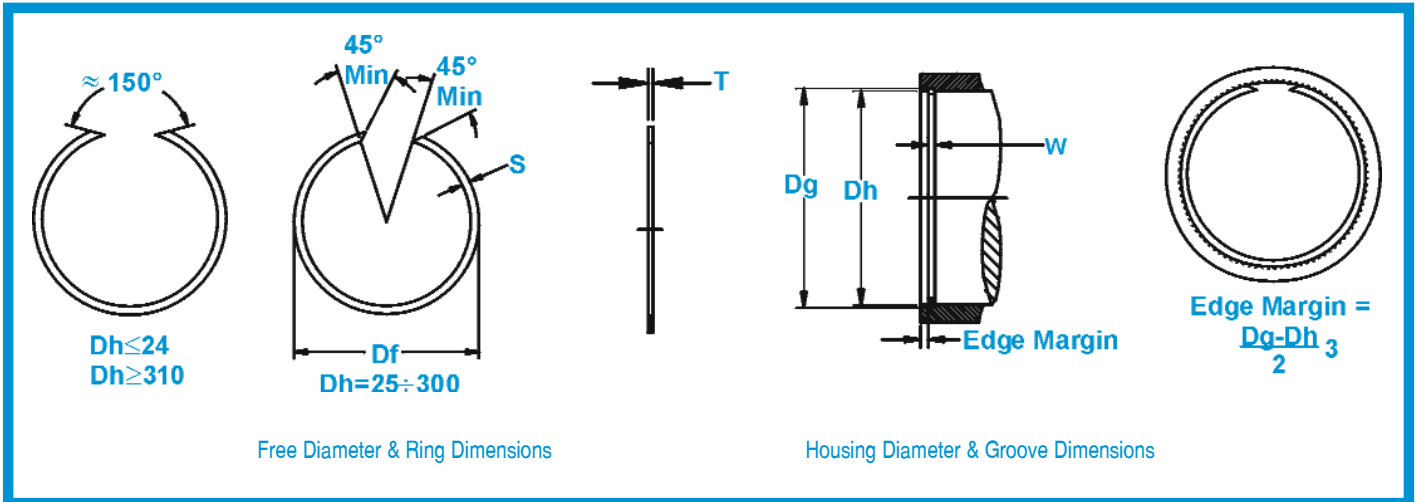 ≈ 150°
Dh≤24
Dh≥310
45°
Min
45°
Min
S
Df
Dh=25÷300
T
Dg
Dh
W
Edge Margin
Edge Margin =
Dg-Dh 3
2
Free Diameter & Ring Dimensions
Housing Diameter & Groove Dimensions